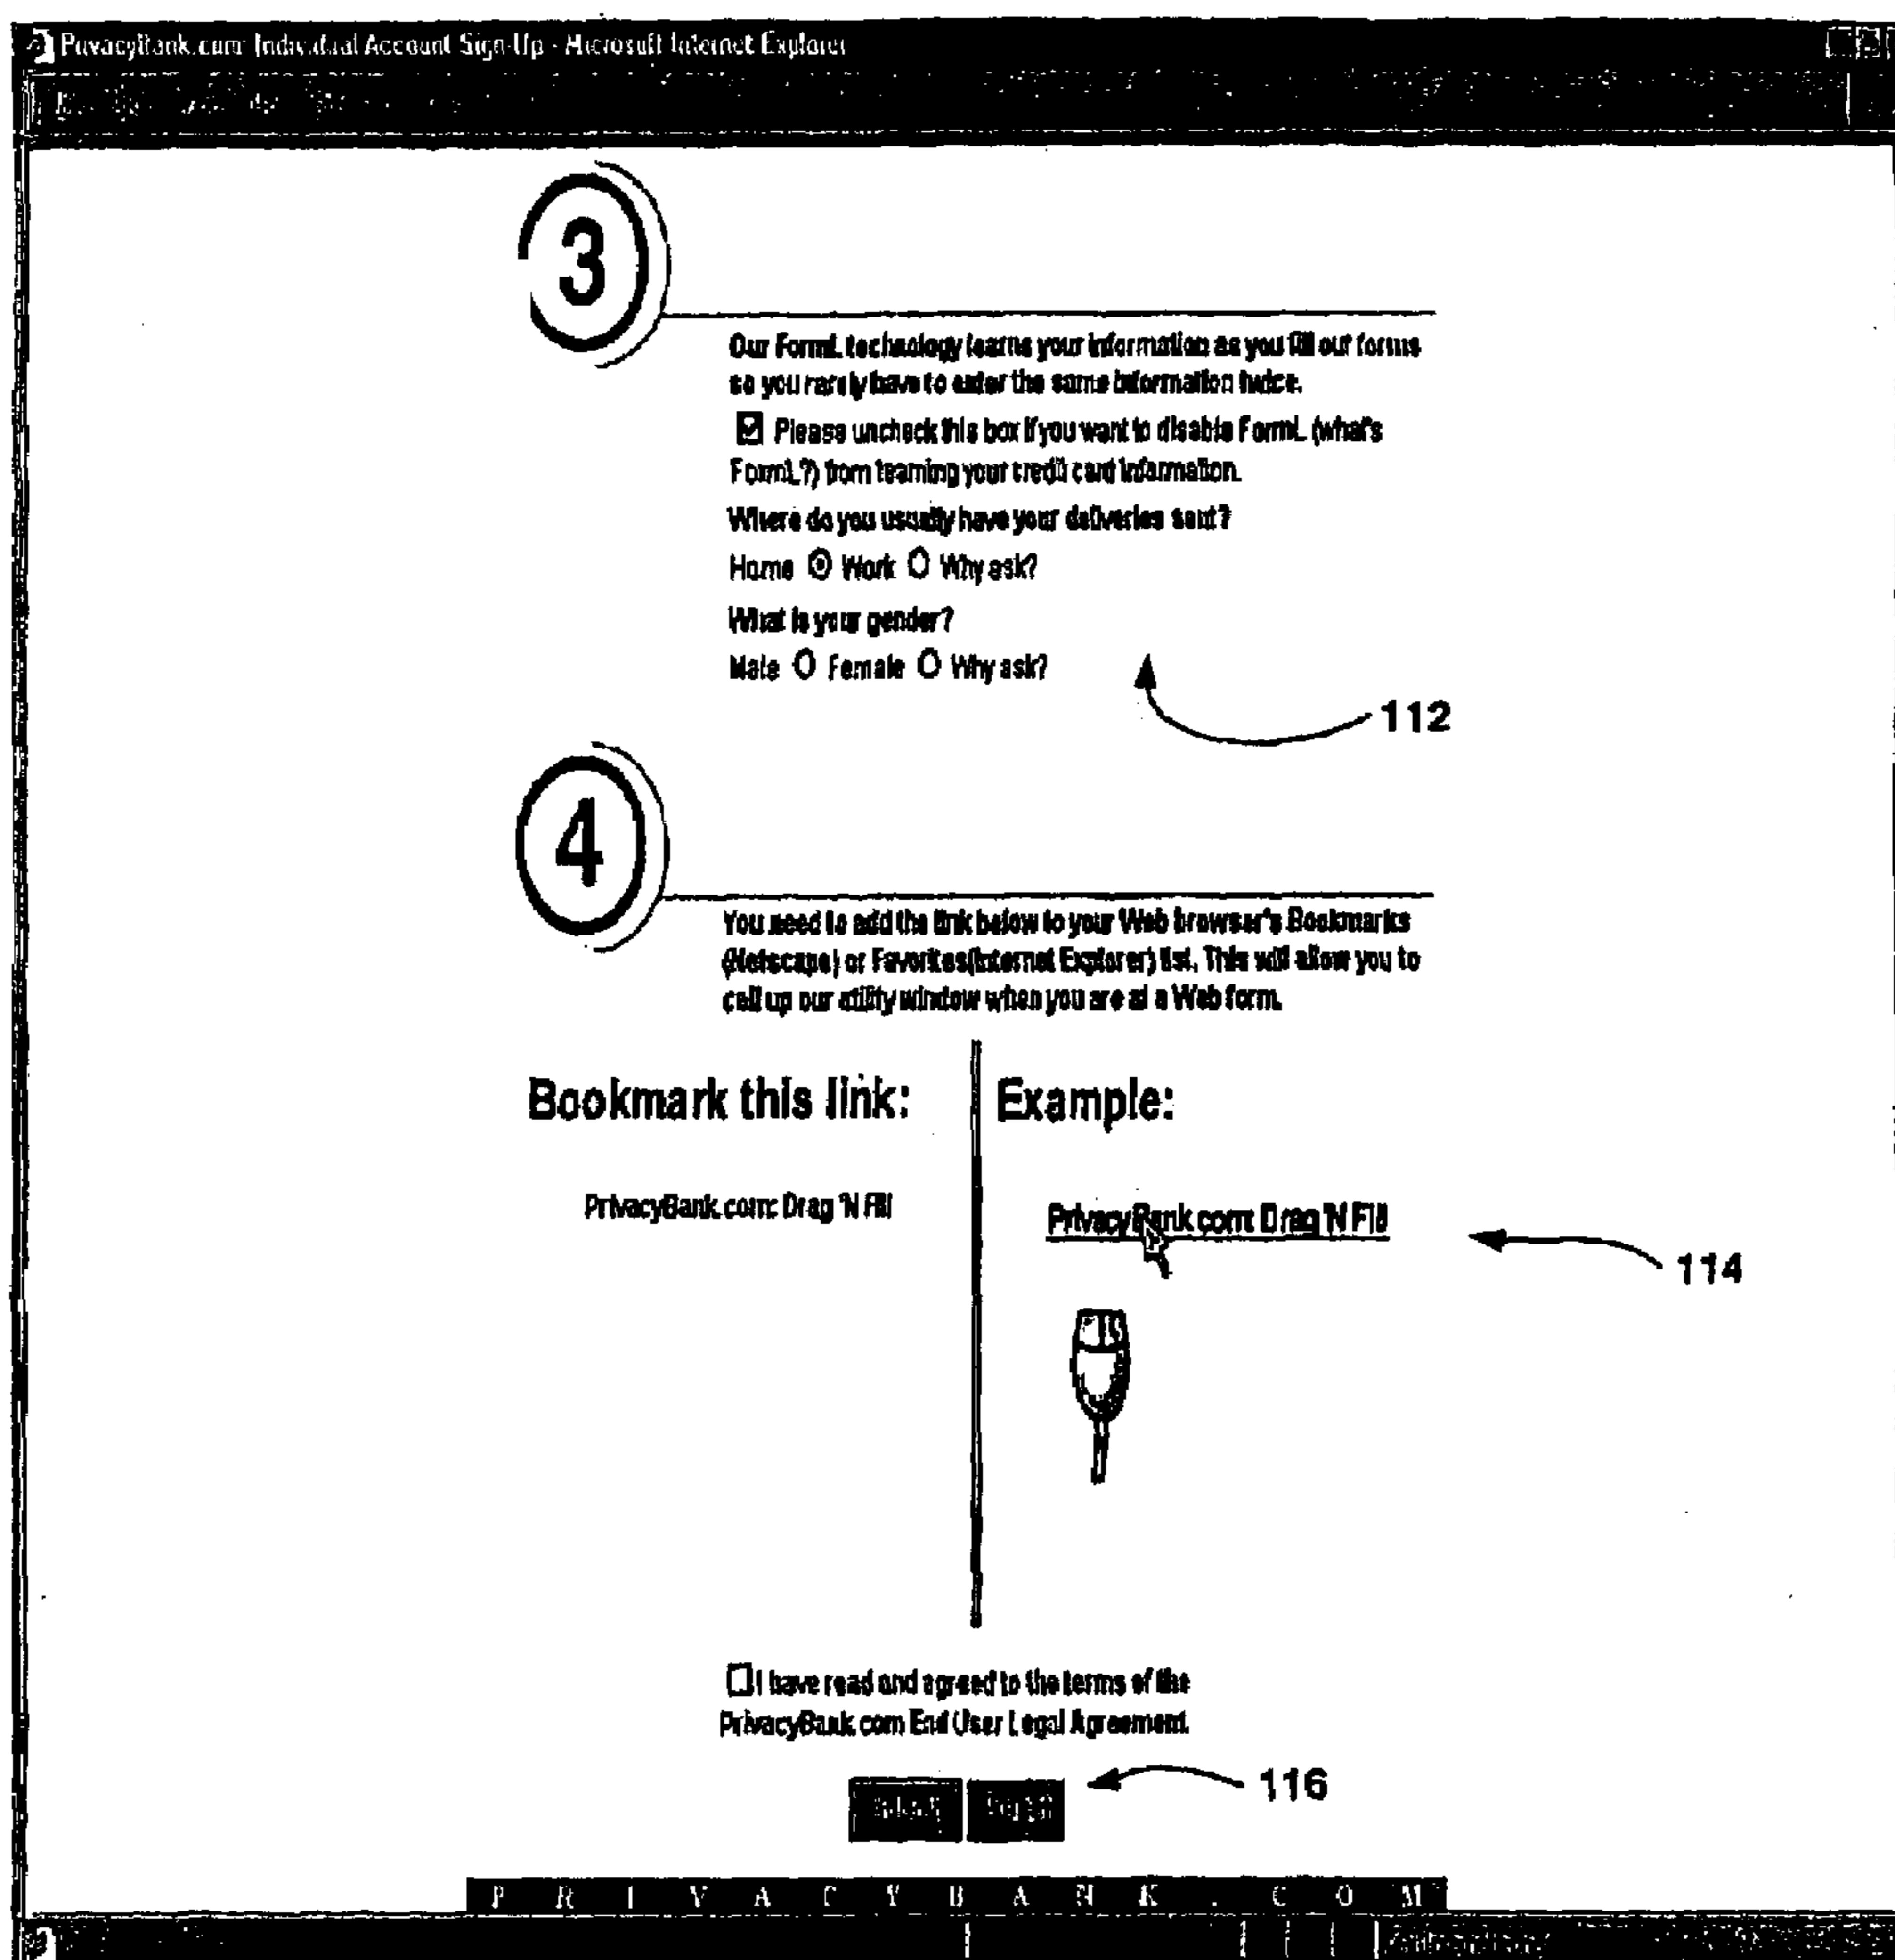 PrivacyBank.com: Individual Account Sign-Up - Microsoft Internet Explorer
3
Our FormL technology learns your information as you fill out forms
so you rarely have to enter the same information twice.
☑ Please uncheck this box if you want to disable FormL (what's
FormL?) from learning your credit card information.
Where do you usually have your deliveries sent?
Home ⊙ Work O Why ask?
What is your gender?
Male O Female O Why ask?
112
4
You need to add the link below to your Web browser's Bookmarks
(Netscape) or Favorites(Internet Explorer) list. This will allow you to
call up our utility window when you are at a Web form.
Bookmark this link:
Example:
PrivacyBank.com: Drag 'N Fill
PrivacyBank.com: Drag 'N Fill
114
☐ I have read and agreed to the terms of the
PrivacyBank.com End User Legal Agreement.
116
PRIVACYBANK.COM